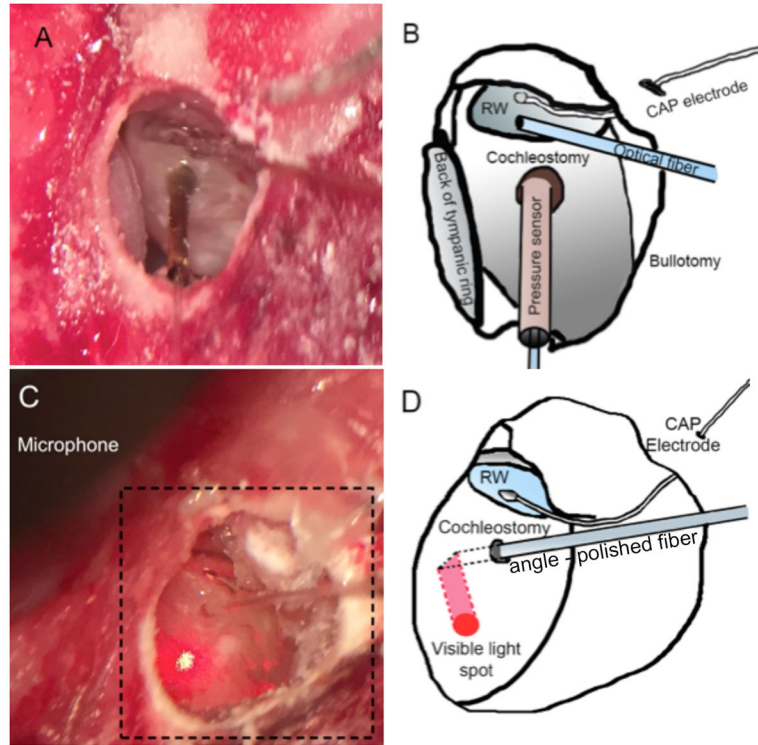 A
B
RW
CAP electrode
Optical fiber
Cochleostomy
Back of tympanic ring
Pressure sensor
Bullotomy
C
Microphone
D
CAP
Electrode
RW
Cochleostomy
angle - polished fiber
Visible light
spot